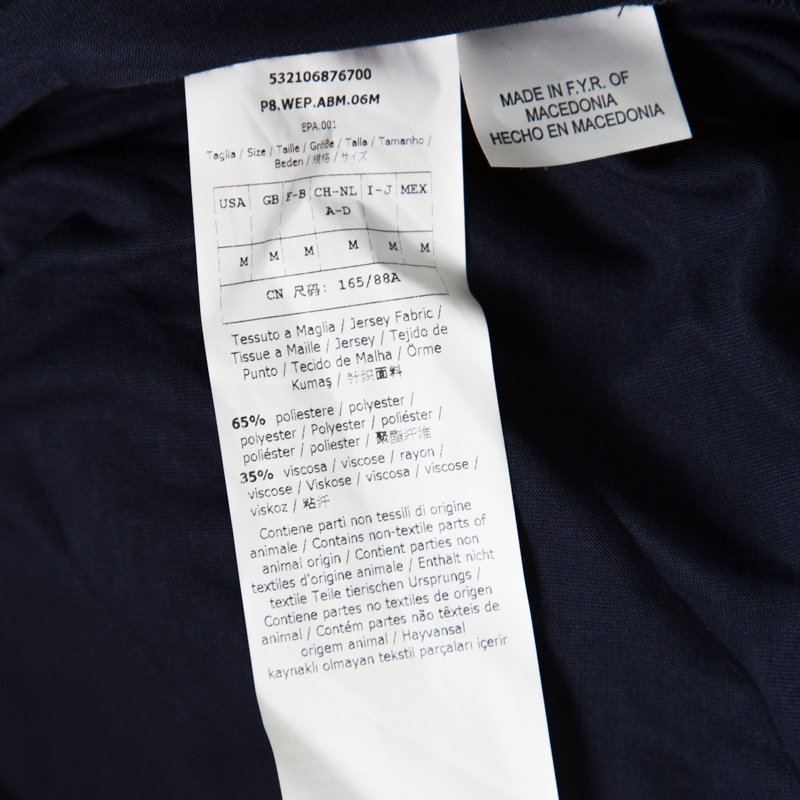 532106876700
P8.WEP.ABM.06M
EPA.001
Taglia / Size / Taille / Größe / Talla / Tamanho /
Beden / 规格 / サイズ
USA GB F-B CH-NL I-J MEX
A-D
M M M M M M
CN 尺码: 165/88A
Tessuto a Maglia / Jersey Fabric /
Tissue a Maille / Jersey / Tejido de
Punto / Tecido de Malha / Örme
Kumaş / 针织面料
65% poliestere / polyester /
polyester / Polyester / poliéster /
poliéster / poliester / 聚酯纤维
35% viscosa / viscose / rayon /
viscose / Viskose / viscosa / viscose /
viskoz / 粘纤
Contiene parti non tessili di origine
animale / Contains non-textile parts of
animal origin / Contient parties non
textiles d'origine animale / Enthält nicht
textile Teile tierischen Ursprungs /
Contiene partes no textiles de origen
animal / Contém partes não têxteis de
origem animal / Hayvansal
kaynaklı olmayan tekstil parçaları içerir
MADE IN F.Y.R. OF
MACEDONIA
HECHO EN MACEDONIA